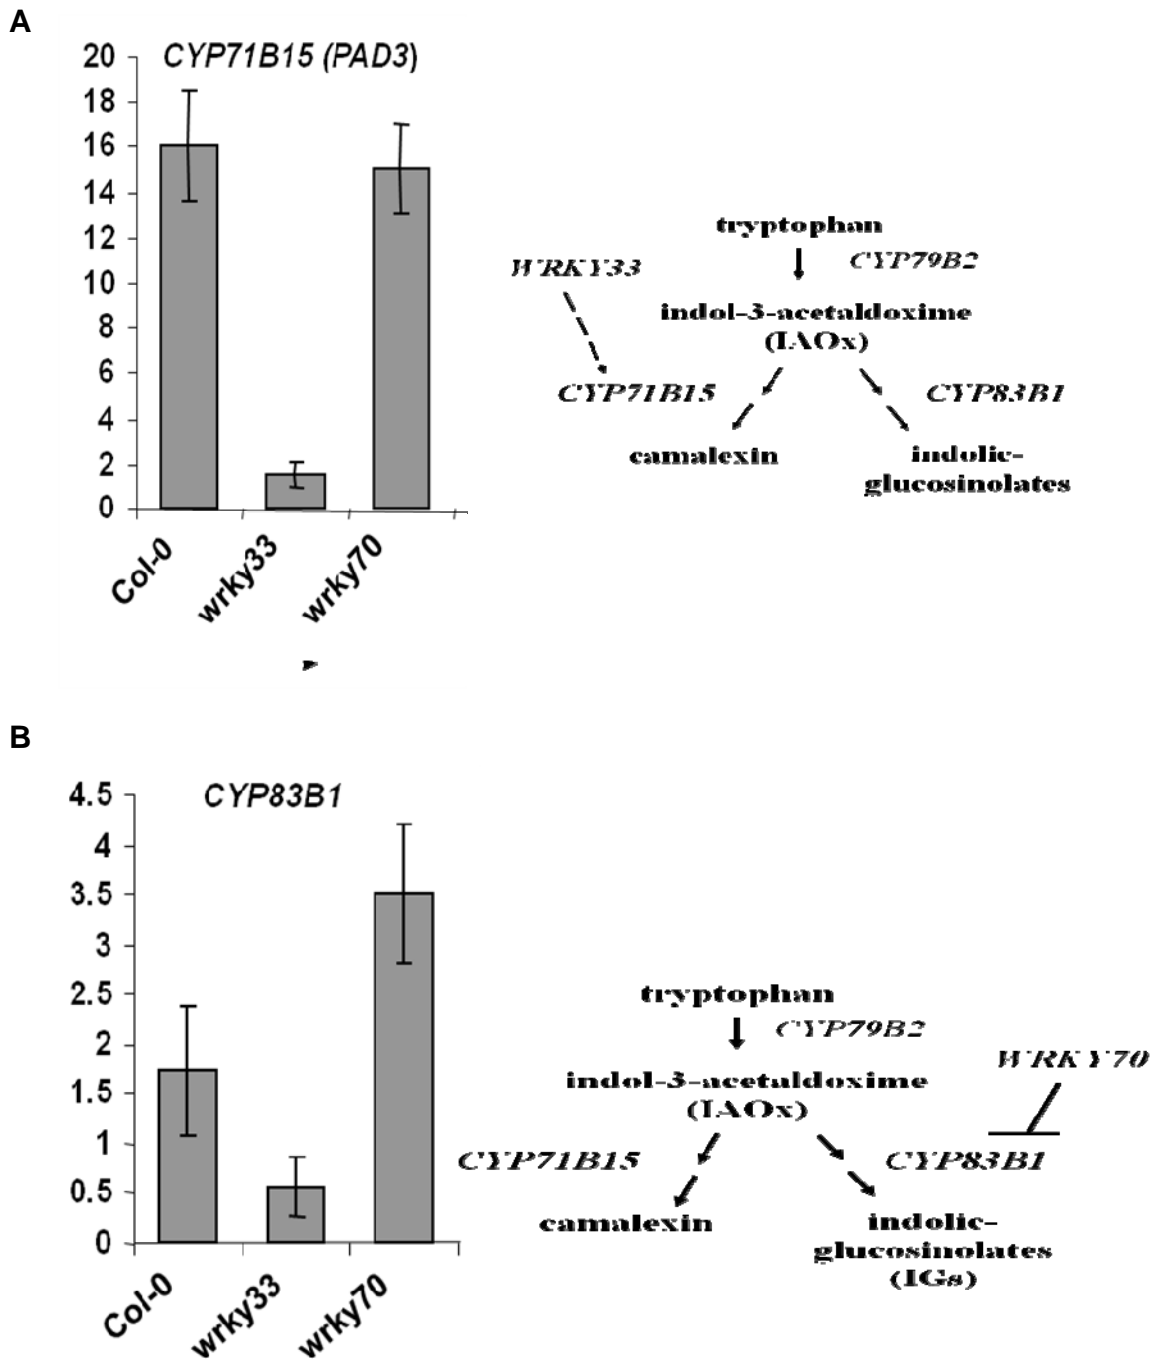 A
CYP71B15 (PAD3)
20
18
16
14
12
10
8
6
4
2
0
Col-0
wrky33
wrky70
tryptophan
WRKY33
CYP79B2
indol-3-acetaldoxime
(IAOx)
CYP71B15
CYP83B1
camalexin
indolic-
glucosinolates
B
CYP83B1
4.5
4
3.5
3
2.5
2
1.5
1
0.5
0
Col-0
wrky33
wrky70
tryptophan
CYP79B2
WRKY70
indol-3-acetaldoxime
(IAOx)
CYP71B15
CYP83B1
camalexin
indolic-
glucosinolates
(IGs)